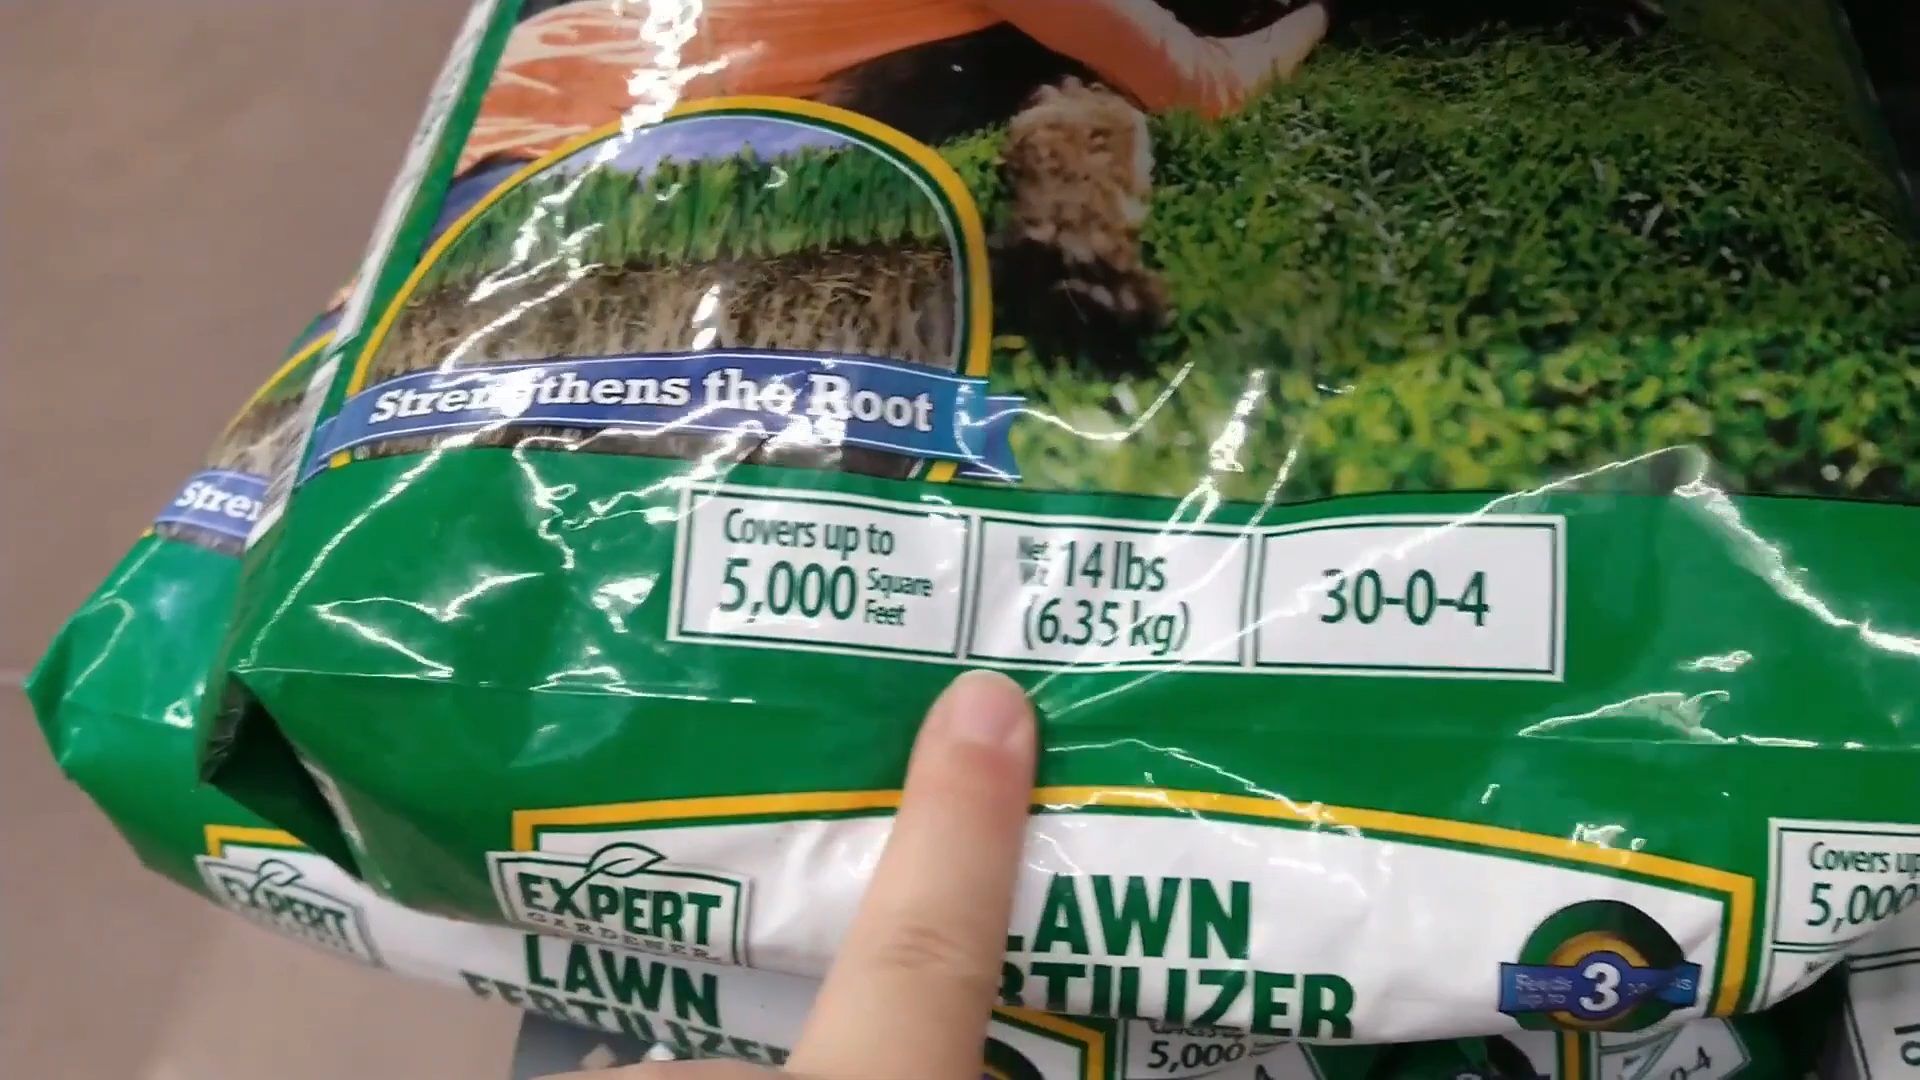 Strengthens the Root
Stren
Covers up to
5,000 Square Feet
Net Wt 14 lbs
(6.35 kg)
30-0-4
EXPERT
GARDENER
LAWN
FERTILIZER
EXPERT
LAWN
Feeds
up to 3
Covers up
5,000
5,000